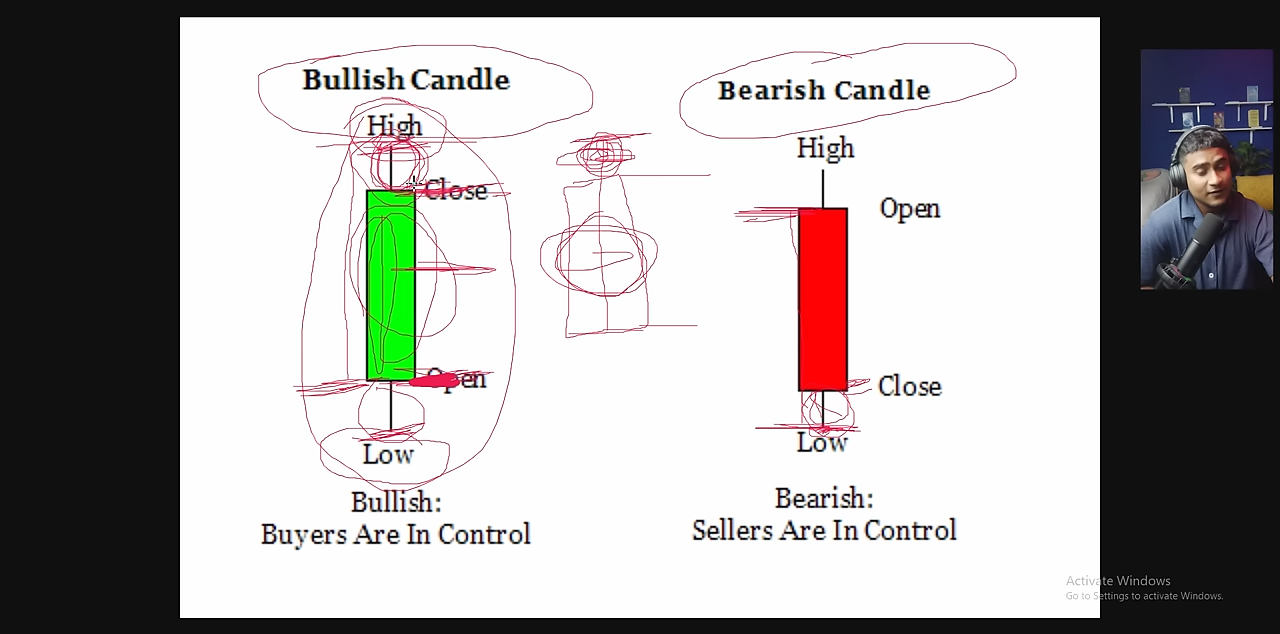 Bullish Candle
High
Close
Open
Low
Bullish:
Buyers Are In Control
Bearish Candle
High
Open
Close
Low
Bearish:
Sellers Are In Control
Activate Windows
Go to Settings to activate Windows.